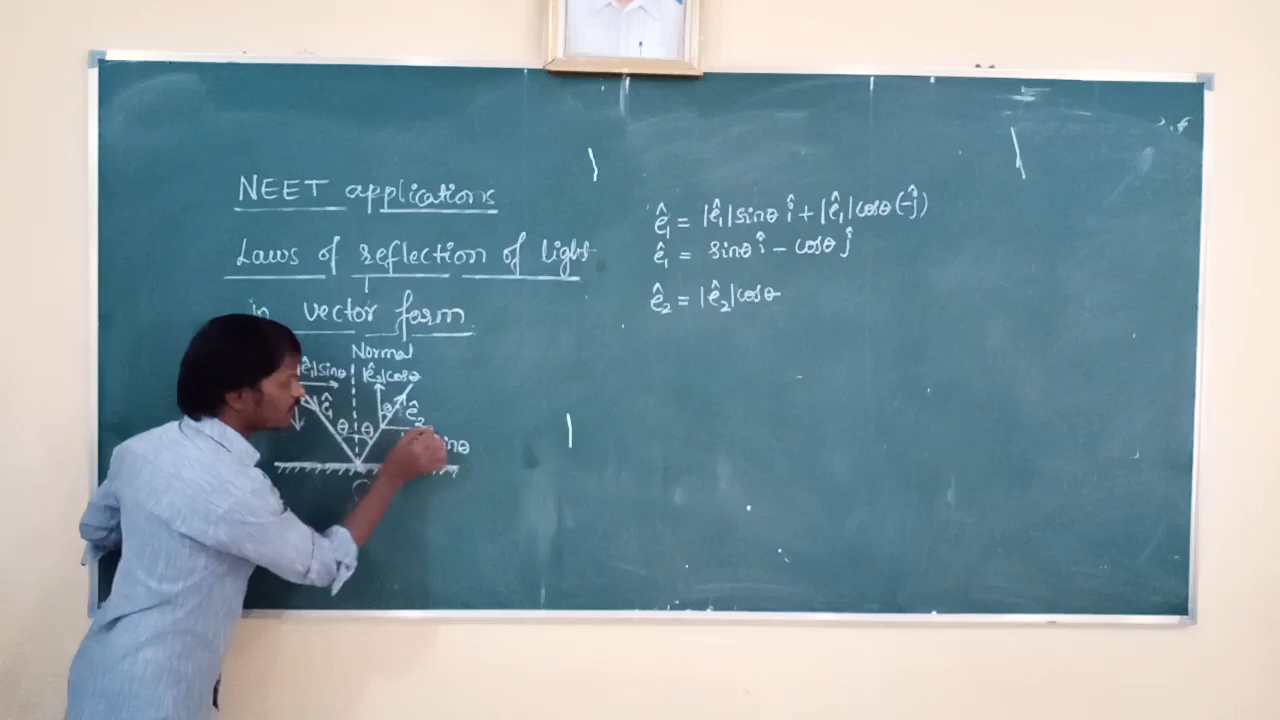 NEET applications
Laws of reflection of light
in vector form
Normal
|ê₁|sinθ
|ê₂|cosθ
ê₁
θ θ
θ
ê₂
inθ
ê₁ = |ê₁|sinθ î + |ê₁|cosθ (-ĵ)
ê₁ = sinθ î - cosθ ĵ
ê₂ = |ê₂|cosθ